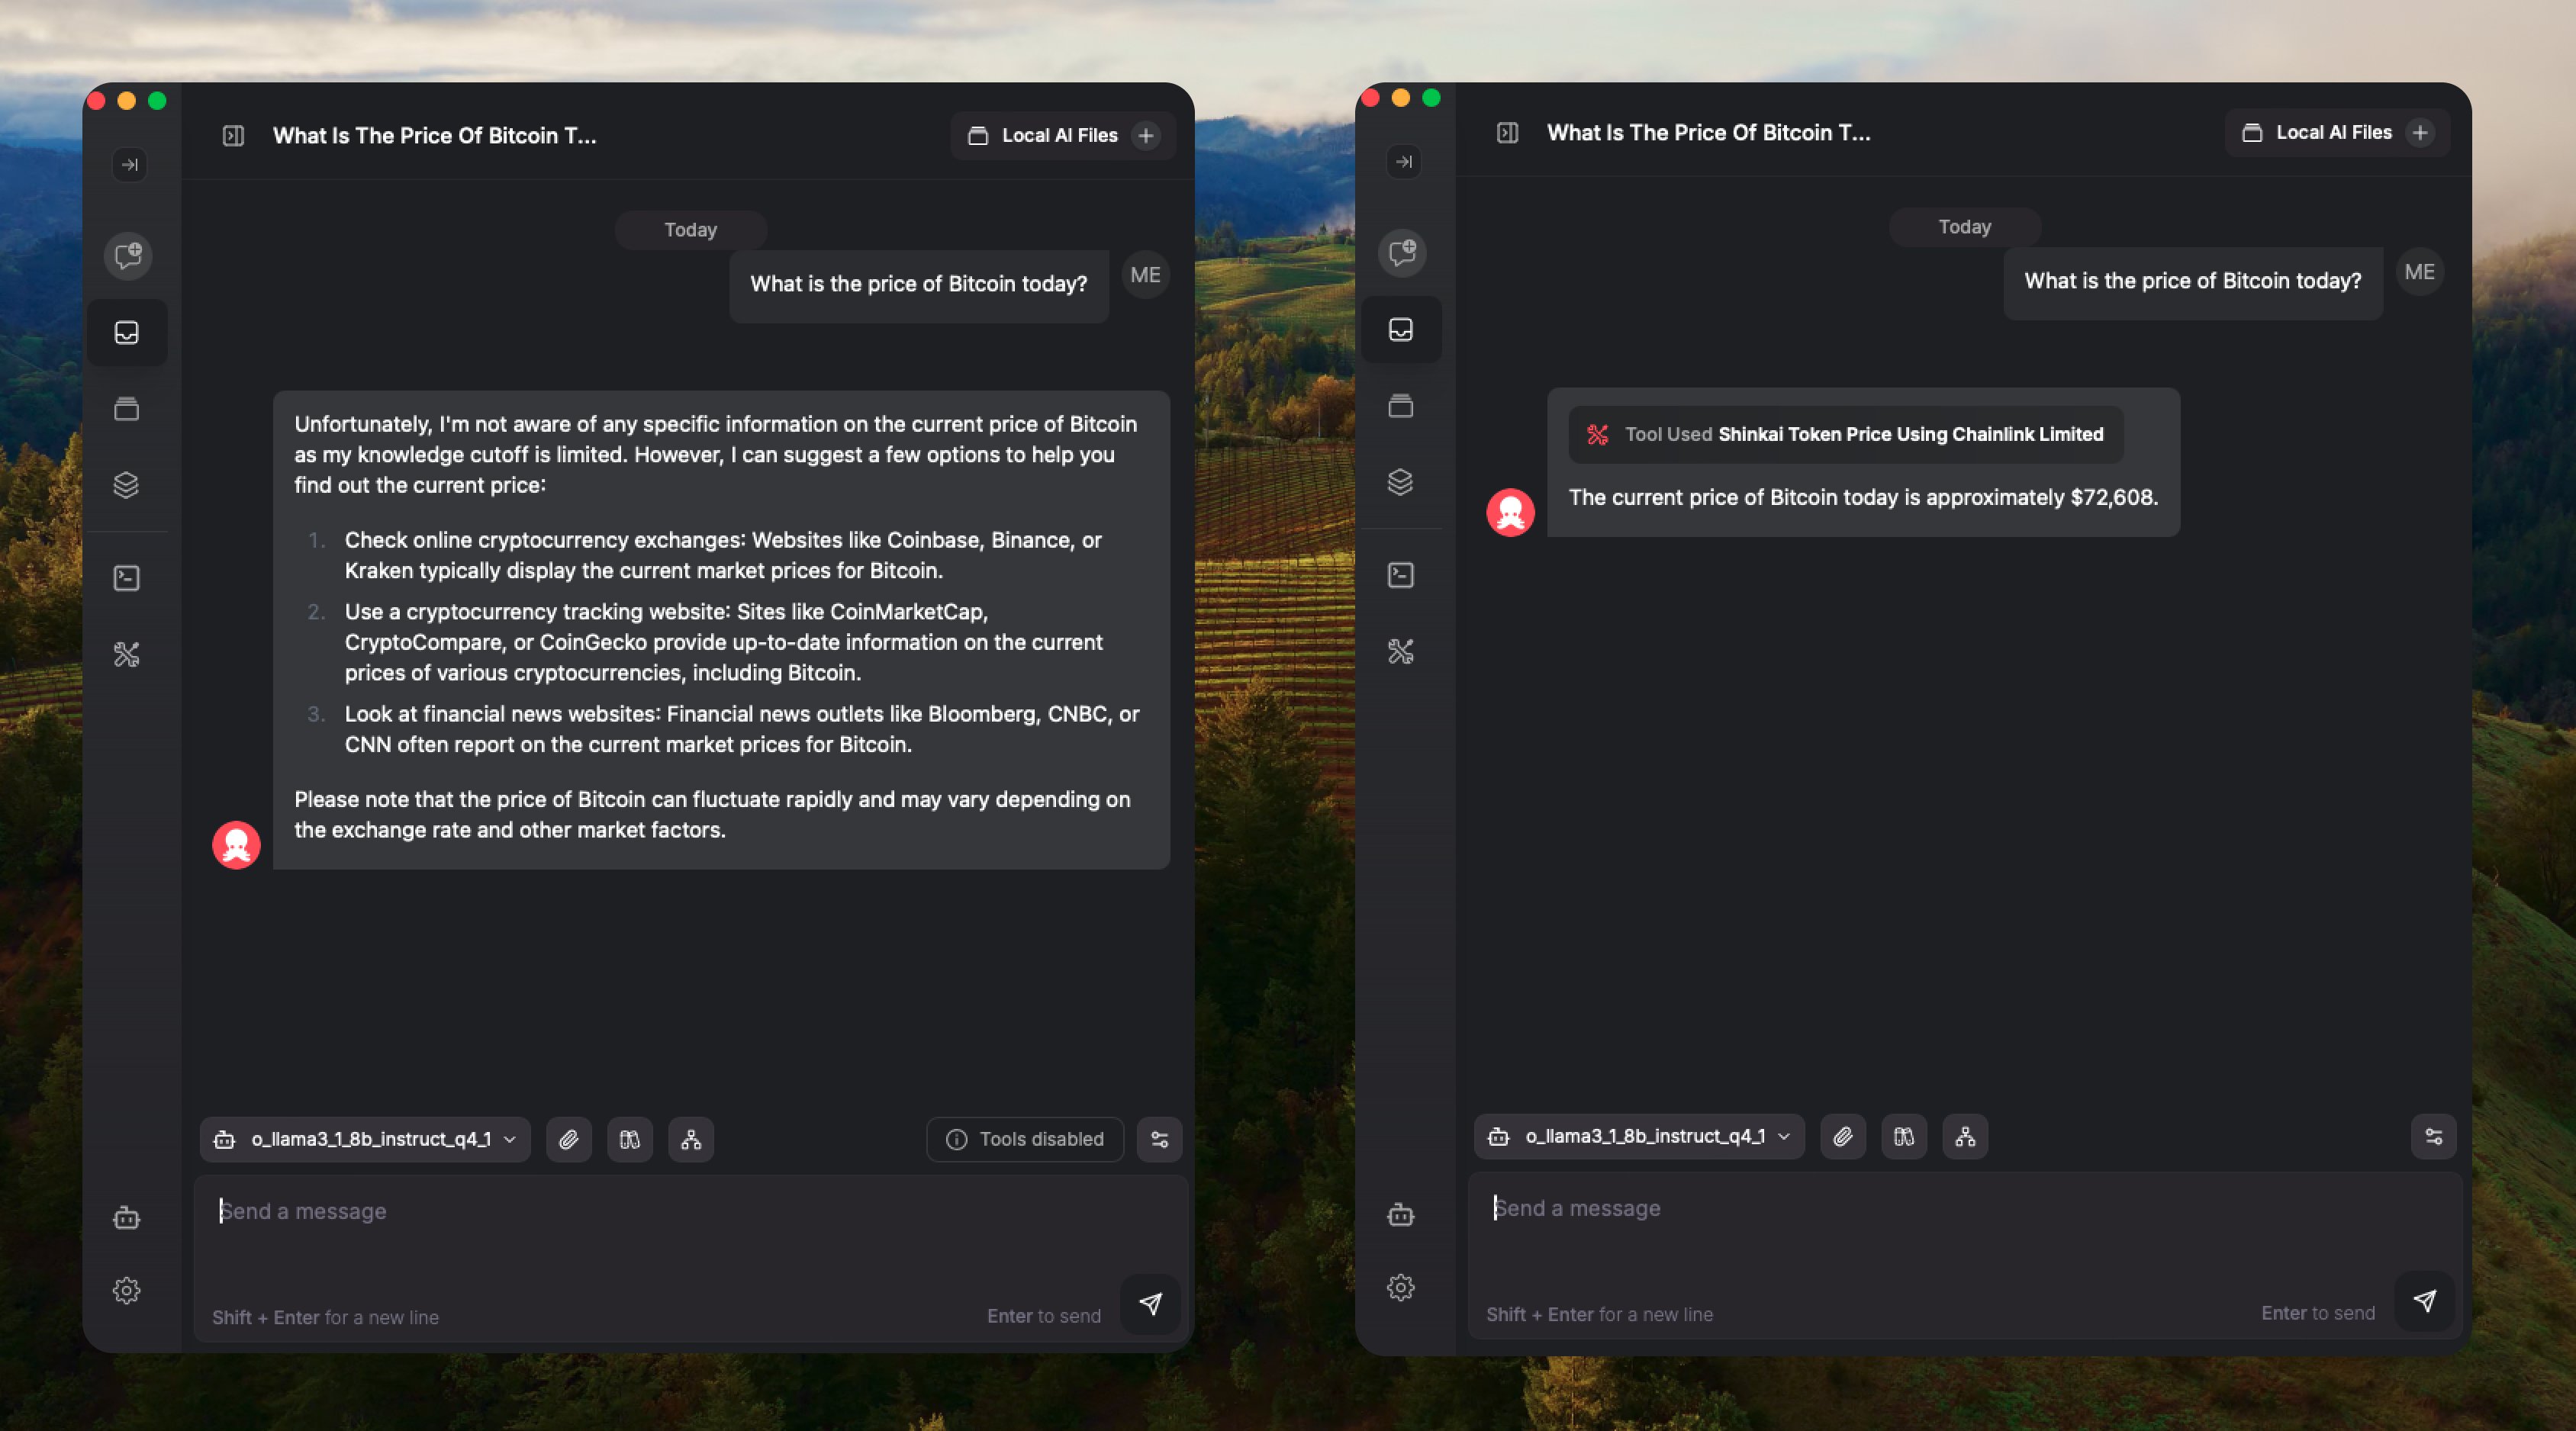 What Is The Price Of Bitcoin T...
Local AI Files
Today
What is the price of Bitcoin today?
ME
Unfortunately, I'm not aware of any specific information on the current price of Bitcoin
as my knowledge cutoff is limited. However, I can suggest a few options to help you
find out the current price:
1. Check online cryptocurrency exchanges: Websites like Coinbase, Binance, or
Kraken typically display the current market prices for Bitcoin.
2. Use a cryptocurrency tracking website: Sites like CoinMarketCap,
CryptoCompare, or CoinGecko provide up-to-date information on the current
prices of various cryptocurrencies, including Bitcoin.
3. Look at financial news websites: Financial news outlets like Bloomberg, CNBC, or
CNN often report on the current market prices for Bitcoin.
Please note that the price of Bitcoin can fluctuate rapidly and may vary depending on
the exchange rate and other market factors.
o_llama3_1_8b_instruct_q4_1
Tools disabled
Send a message
Shift + Enter for a new line
Enter to send
What Is The Price Of Bitcoin T...
Local AI Files
Today
What is the price of Bitcoin today?
ME
Tool Used Shinkai Token Price Using Chainlink Limited
The current price of Bitcoin today is approximately $72,608.
o_llama3_1_8b_instruct_q4_1
Send a message
Shift + Enter for a new line
Enter to send